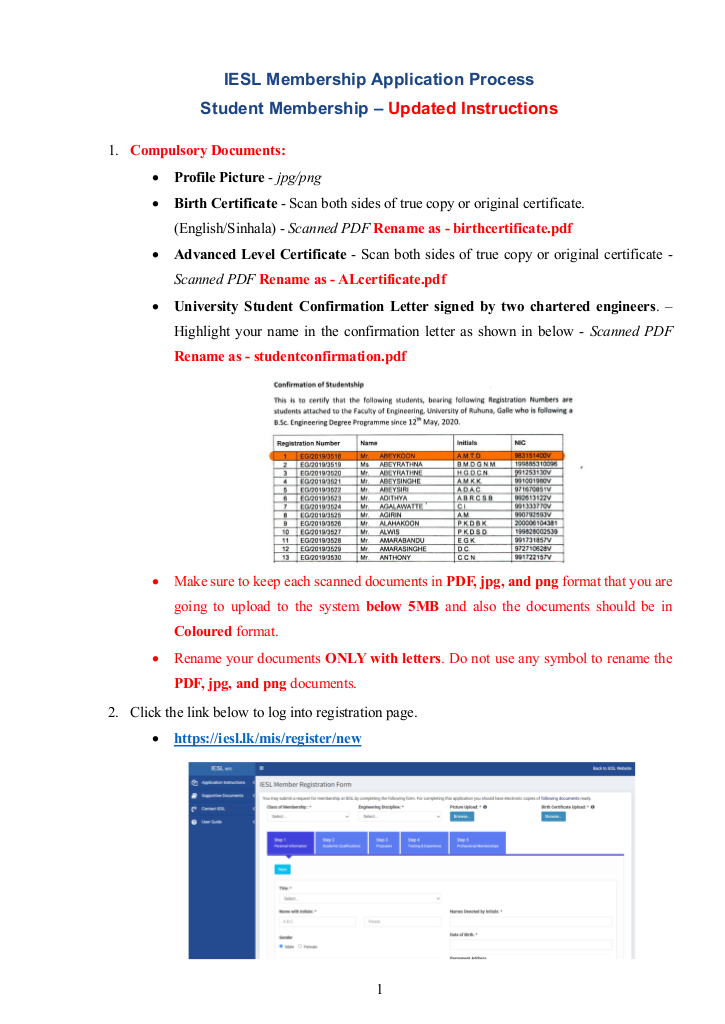 IESL Membership Application Process
Student Membership – Updated Instructions
1. Compulsory Documents:
• Profile Picture - jpg/png
• Birth Certificate - Scan both sides of true copy or original certificate.
(English/Sinhala) - Scanned PDF Rename as - birthcertificate.pdf
• Advanced Level Certificate - Scan both sides of true copy or original certificate -
Scanned PDF Rename as - ALcertificate.pdf
• University Student Confirmation Letter signed by two chartered engineers. –
Highlight your name in the confirmation letter as shown in below - Scanned PDF
Rename as - studentconfirmation.pdf
Confirmation of Studentship
This is to certify that the following students, bearing following Registration Numbers are
students attached to the Faculty of Engineering, University of Ruhuna, Galle who is following a
B.Sc. Engineering Degree Programme since 12th May, 2020.
Registration Number Name Initials NIC
1 EG/2019/3518 Mr. ABEYKOON A.M.T.D. 983151400V
2 EG/2019/3519 Ms ABEYRATHNA B.M.D.G.N.M. 199885310096
3 EG/2019/3520 Mr. ABEYRATHNE H.G.D.C.N. 991253130V
4 EG/2019/3521 Mr. ABEYSINGHE A.M.K.K. 991001980V
5 EG/2019/3522 Mr. ABEYSIRI A.D.A.C. 971670851V
6 EG/2019/3523 Mr. ADITHYA A.B.R.C.S.B. 992613122V
7 EG/2019/3524 Mr. AGALAWATTE C.I. 991333770V
8 EG/2019/3525 Mr. AGIRIN A.M. 990792593V
9 EG/2019/3526 Mr. ALAHAKOON P.K.D.B.K. 200006104381
10 EG/2019/3527 Mr. ALWIS P.K.D.S.D. 199828002539
11 EG/2019/3528 Mr. AMARABANDU E.G.K. 991731857V
12 EG/2019/3529 Mr. AMARASINGHE D.C. 972710628V
13 EG/2019/3530 Mr. ANTHONY C.C.N. 991722157V
• Make sure to keep each scanned documents in PDF, jpg, and png format that you are
going to upload to the system below 5MB and also the documents should be in
Coloured format.
• Rename your documents ONLY with letters. Do not use any symbol to rename the
PDF, jpg, and png documents.
2. Click the link below to log into registration page.
• https://iesl.lk/mis/register/new
IESL Back to IESL Website
Application Instructions
Supportive Documents
Contact IESL
User Guide
IESL Member Registration Form
You may submit a request for membership at IESL by completing the following form. For completing this application you should have electronic copies of following documents ready.
Class of Membership : * Engineering Discipline: * Picture Upload : * Birth Certificate Upload : *
Select... Select... Browse... Browse...
Step 1 Step 2 Step 3 Step 4 Step 5
Personal Information Academic Qualifications Proposers Training & Experience Professional Memberships
Next
Title: *
Select...
Name with Initials: * Names Denoted by Initials: *
A.B.C Perera
Gender Date of Birth: *
Male Female
Permanent Address
1